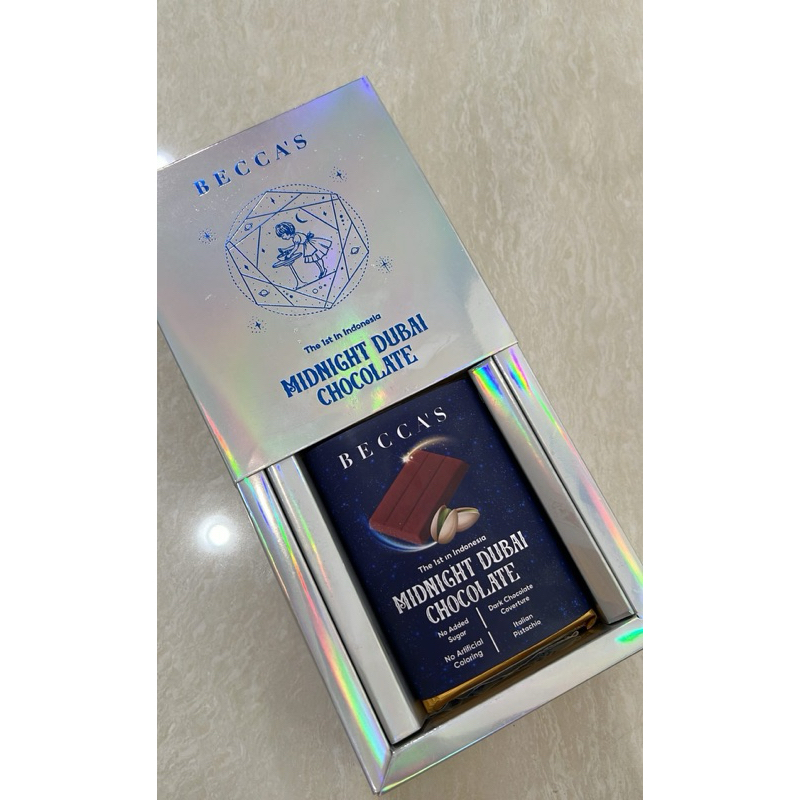 BECCA'S
The 1st in Indonesia
MIDNIGHT DUBAI
CHOCOLATE
BECCA'S
The 1st in Indonesia
MIDNIGHT DUBAI
CHOCOLATE
No Added
Sugar
Dark Chocolate
Coverture
No Artificial
Coloring
Italian
Pistachio